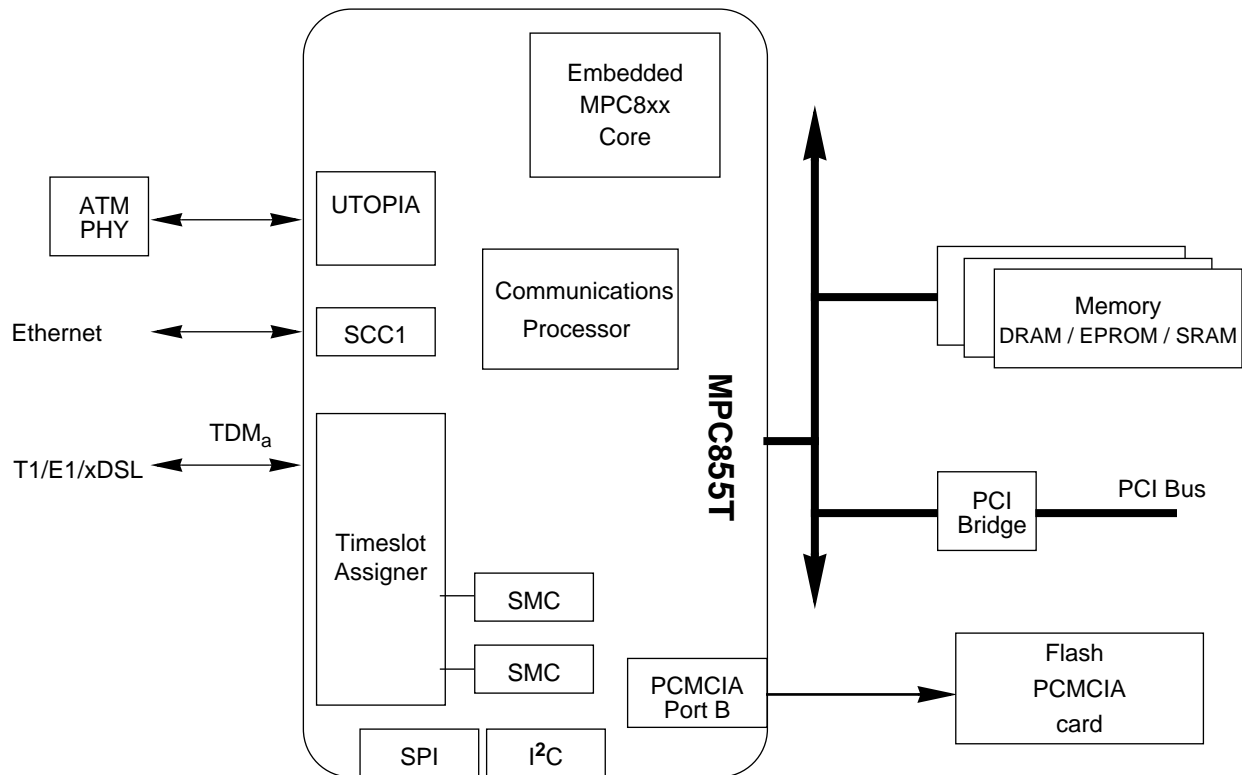 Embedded
MPC8xx
Core
ATM
PHY
UTOPIA
Communications
Processor
Ethernet
SCC1
Memory
DRAM / EPROM / SRAM
MPC855T
TDMa
T1/E1/xDSL
Timeslot
Assigner
PCI
Bridge
PCI Bus
SMC
SMC
PCMCIA
Port B
Flash
PCMCIA
card
SPI
I²C